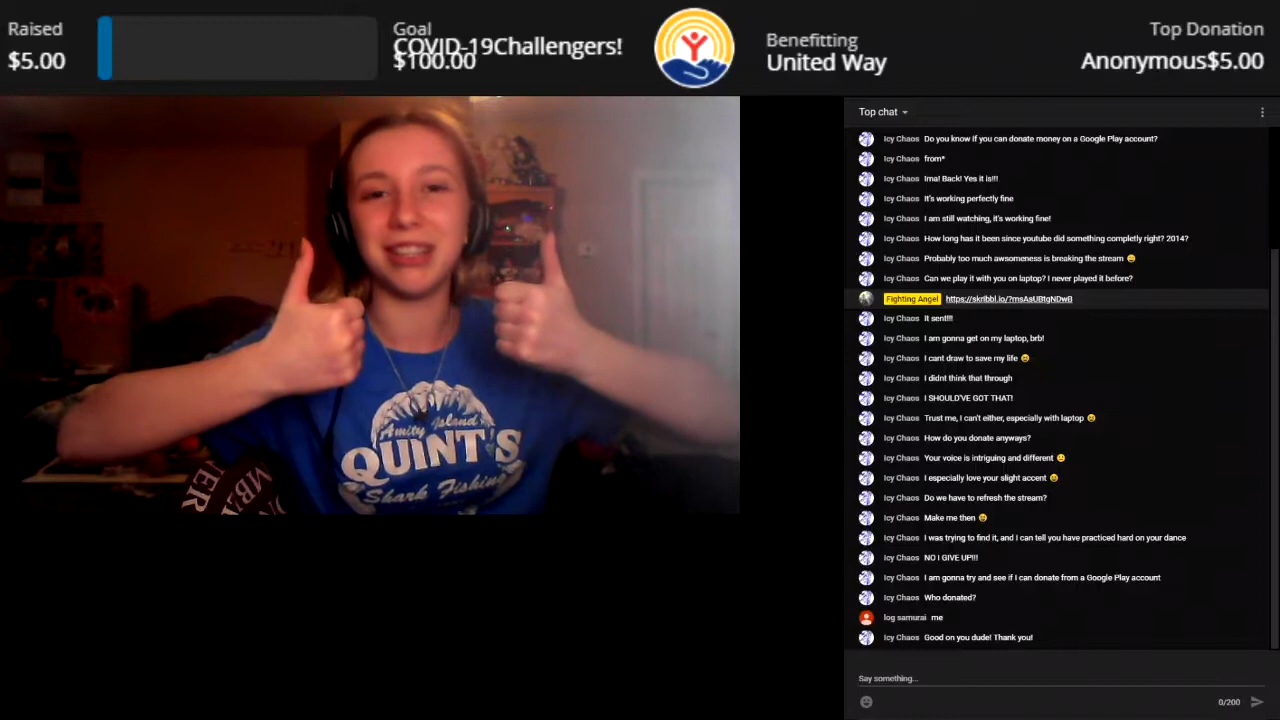 Raised
$5.00
Goal
COVID-19Challengers!
$100.00
Benefitting
United Way
Top Donation
Anonymous$5.00
Amity Island
QUINT'S
Shark Fishing
Top chat
Icy Chaos Do you know if you can donate money on a Google Play account?
Icy Chaos from*
Icy Chaos Ima! Back! Yes it is!!!
Icy Chaos It's working perfectly fine
Icy Chaos I am still watching, it's working fine!
Icy Chaos How long has it been since youtube did something completly right? 2014?
Icy Chaos Probably too much awsomeness is breaking the stream
Icy Chaos Can we play it with you on laptop? I never played it before?
Fighting Angel https://skribbl.io/?msAsUBtgNDwB
Icy Chaos It sent!!!
Icy Chaos I am gonna get on my laptop, brb!
Icy Chaos I cant draw to save my life
Icy Chaos I didnt think that through
Icy Chaos I SHOULD'VE GOT THAT!
Icy Chaos Trust me, I can't either, especially with laptop
Icy Chaos How do you donate anyways?
Icy Chaos Your voice is intriguing and different
Icy Chaos I especially love your slight accent
Icy Chaos Do we have to refresh the stream?
Icy Chaos Make me then
Icy Chaos I was trying to find it, and I can tell you have practiced hard on your dance
Icy Chaos NO I GIVE UP!!!
Icy Chaos I am gonna try and see if I can donate from a Google Play account
Icy Chaos Who donated?
log samurai me
Icy Chaos Good on you dude! Thank you!
Say something...
0/200